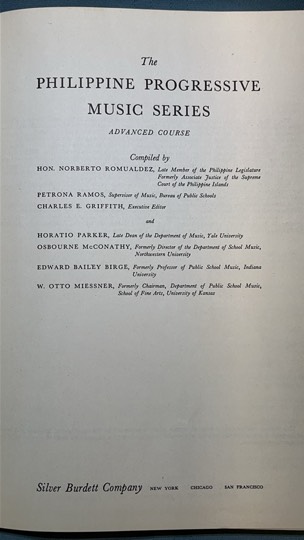 The
PHILIPPINE PROGRESSIVE
MUSIC SERIES
ADVANCED COURSE
Compiled by
HON. NORBERTO ROMUALDEZ, Late Member of the Philippine Legislature
Formerly Associate Justice of the Supreme
Court of the Philippine Islands
PETRONA RAMOS, Supervisor of Music, Bureau of Public Schools
CHARLES E. GRIFFITH, Executive Editor
and
HORATIO PARKER, Late Dean of the Department of Music, Yale University
OSBOURNE McCONATHY, Formerly Director of the Department of School Music,
Northwestern University
EDWARD BAILEY BIRGE, Formerly Professor of Public School Music, Indiana
University
W. OTTO MIESSNER, Formerly Chairman, Department of Public School Music,
School of Fine Arts, University of Kansas
Silver Burdett Company NEW YORK CHICAGO SAN FRANCISCO